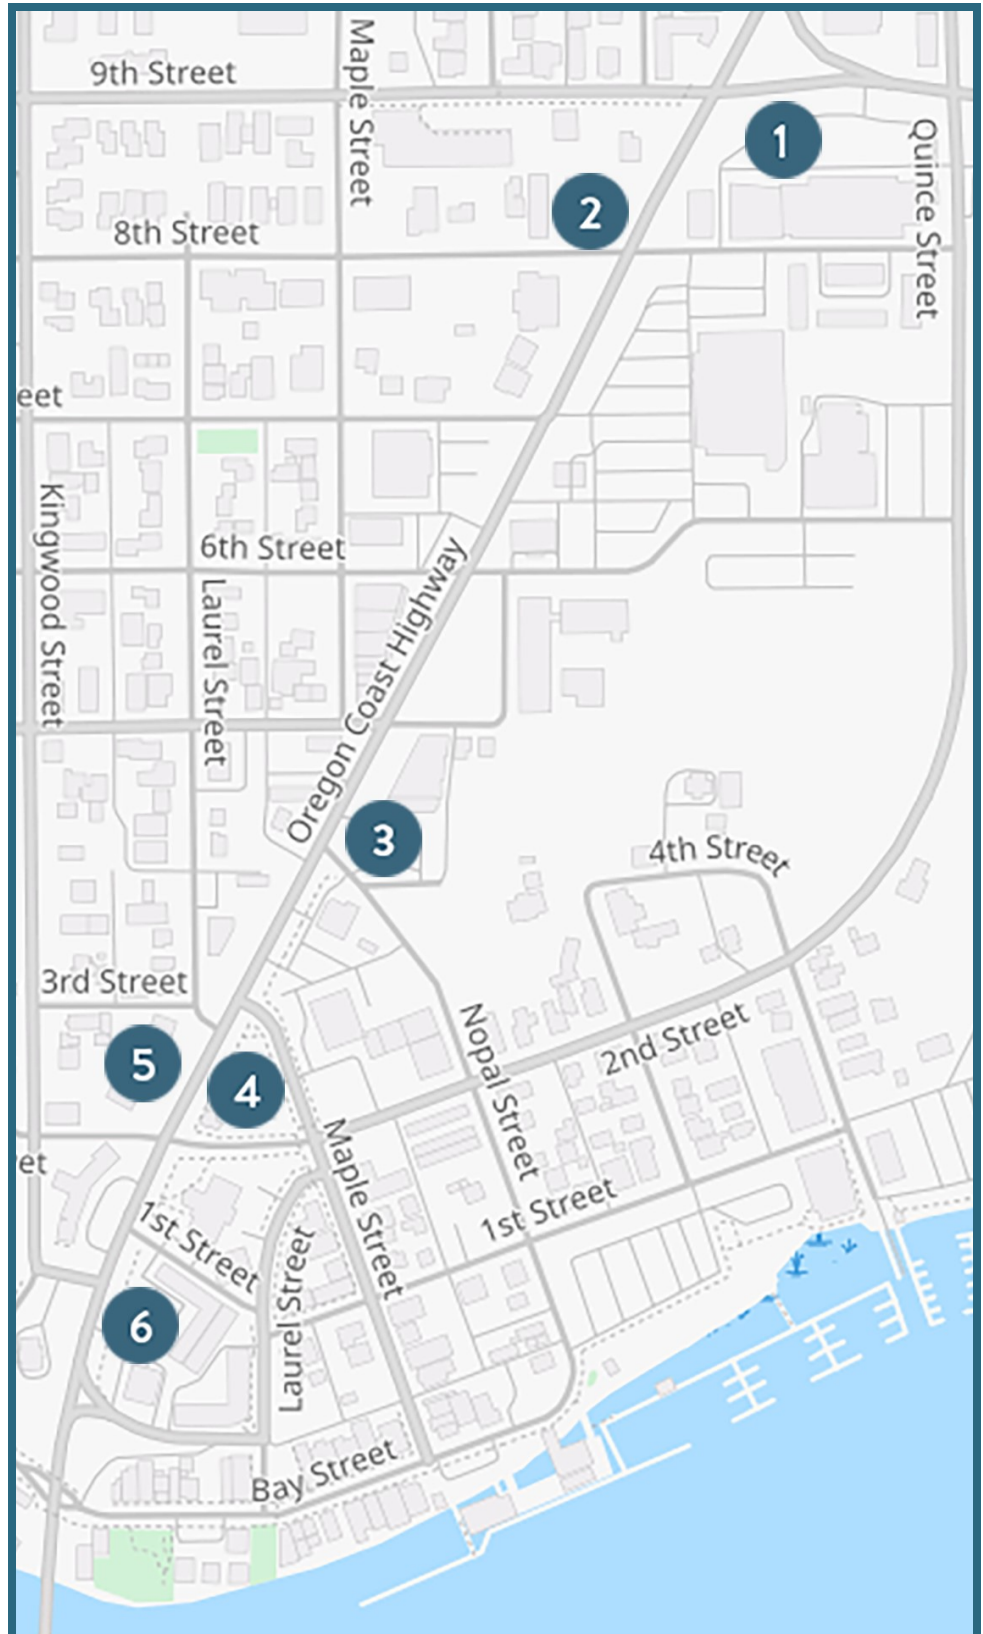 9th Street
Maple Street
1
Quince Street
2
8th Street
eet
Kingwood Street
6th Street
Laurel Street
Oregon Coast Highway
3
4th Street
3rd Street
Nopal Street
2nd Street
5
4
et
Maple Street
1st Street
1st Street
Laurel Street
6
Bay Street